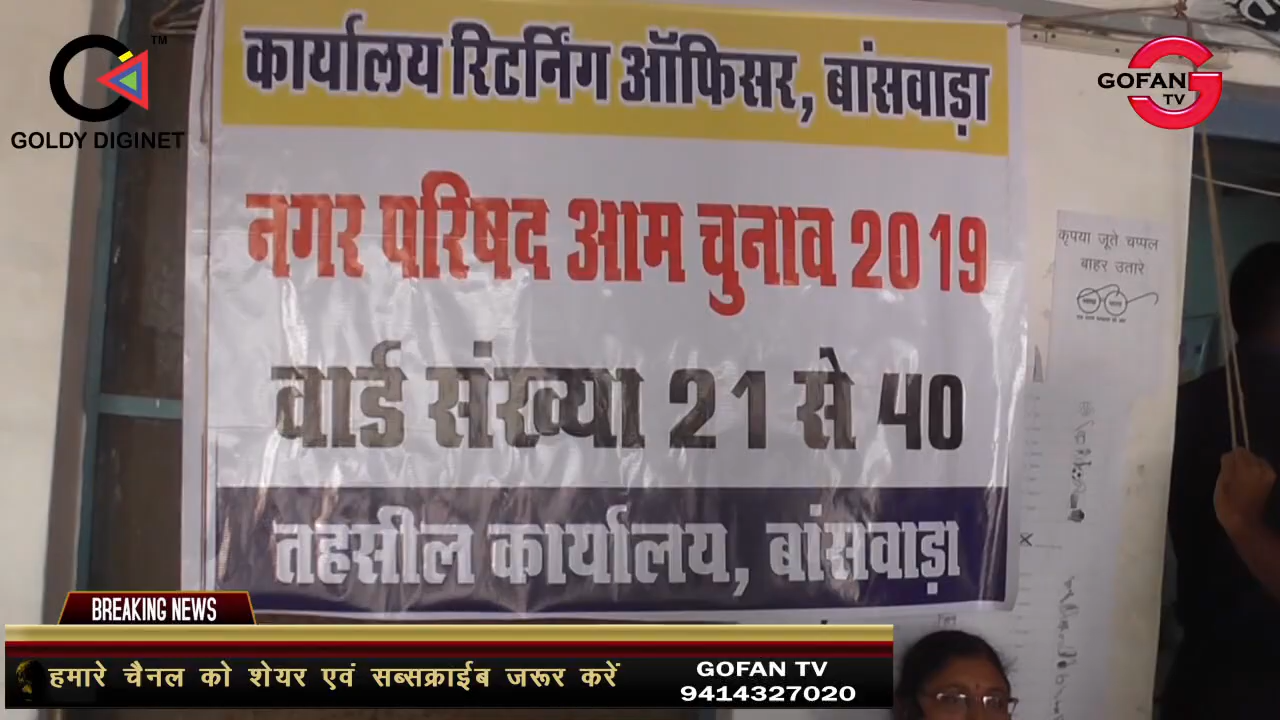 कार्यालय रिटर्निंग ऑफिसर, बांसवाड़ा
नगर परिषद आम चुनाव 2019
वार्ड संख्या 21 से 40
तहसील कार्यालय, बांसवाड़ा
TM
GOLDY DIGINET
GOFAN
TV
कृपया जूते चप्पल
बाहर उतारे
BREAKING NEWS
हमारे चैनल को शेयर एवं सब्सक्राईब जरूर करें
GOFAN TV
9414327020